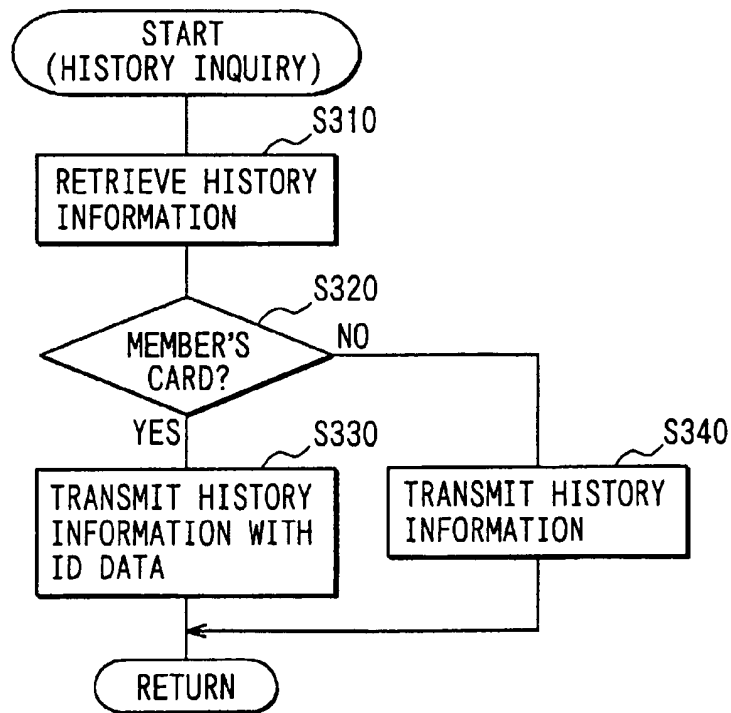 START
(HISTORY INQUIRY)
S310
RETRIEVE HISTORY
INFORMATION
S320
MEMBER'S
CARD?
NO
YES
S330
TRANSMIT HISTORY
INFORMATION WITH
ID DATA
S340
TRANSMIT HISTORY
INFORMATION
RETURN